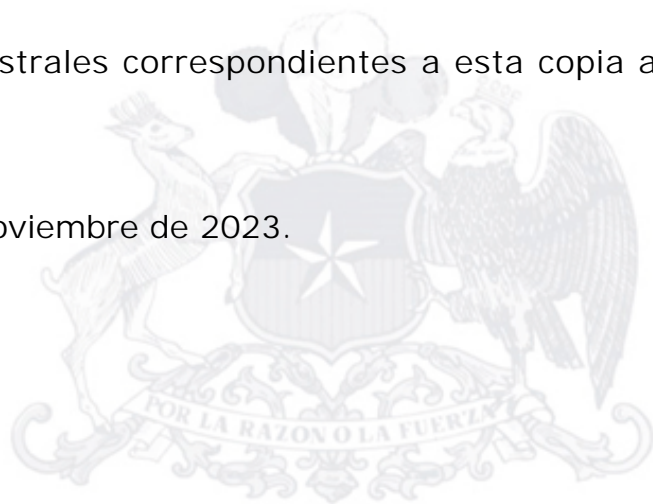 strales correspondientes a esta copia a
oviembre de 2023.
POR LA RAZON O LA FUERZA